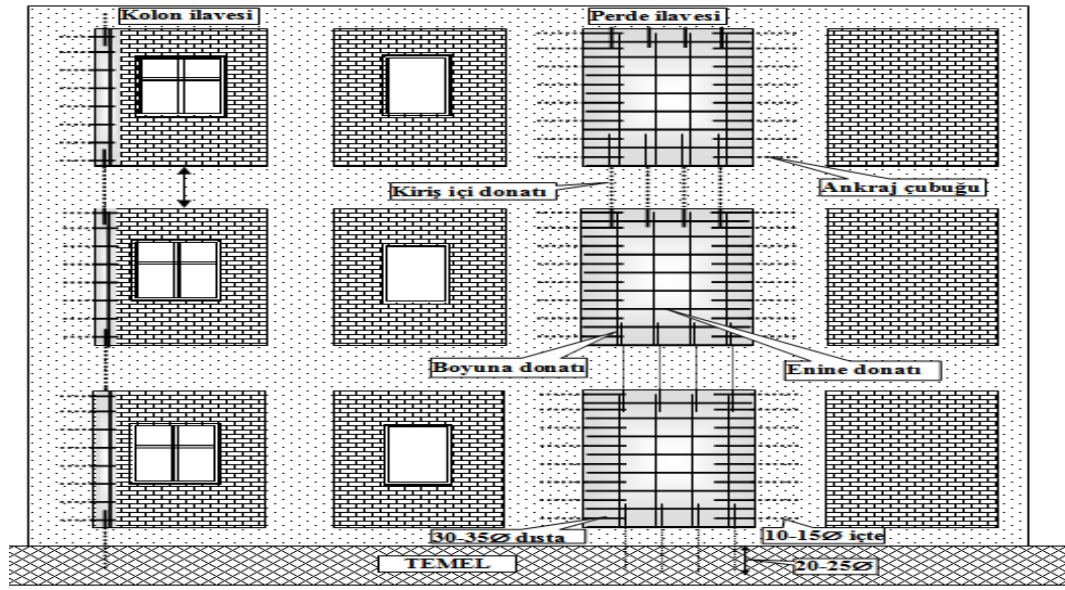 Kolon ilavesi
Perde ilavesi
Kiriş içi donatı
Ankraj çubuğu
Boyuna donatı
Enine donatı
30-35Ø dışta
10-15Ø içte
TEMEL
20-25Ø